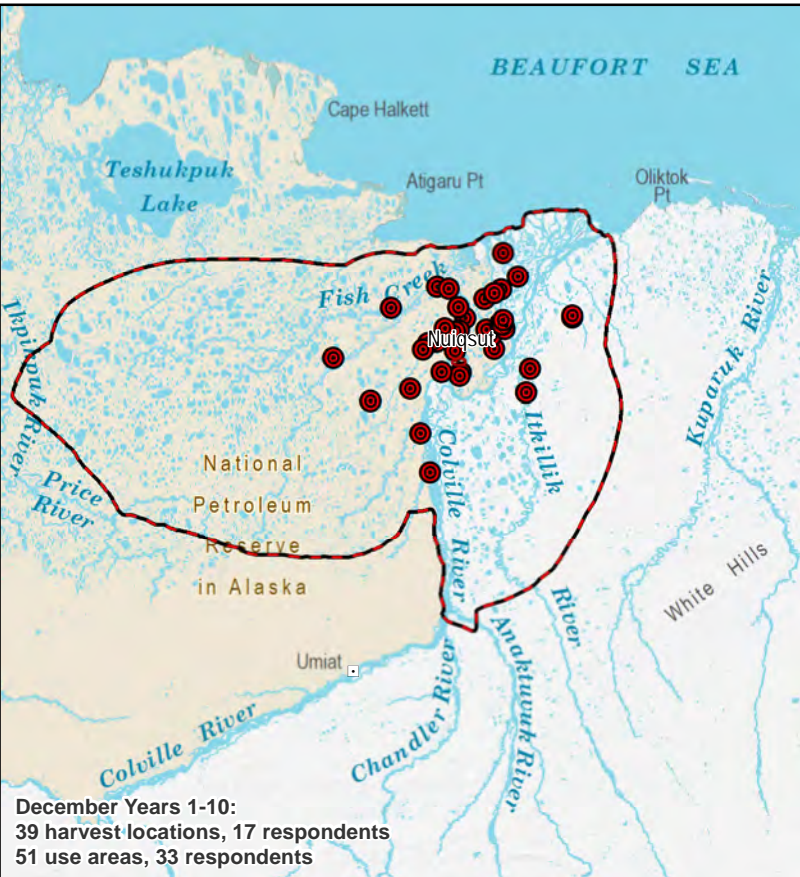 BEAUFORT SEA
Cape Halkett
Teshukpuk
Lake
Atigaru Pt
Oliktok
Pt
Fish Creek
Kuparuk River
Ikpikpuk River
Nuiqsut
Itkillik
Colville River
National
Petroleum
Reserve
in Alaska
Price
River
White Hills
River
Anaktuvuk River
Umiat
Chandler River
Colville River
December Years 1-10:
39 harvest locations, 17 respondents
51 use areas, 33 respondents